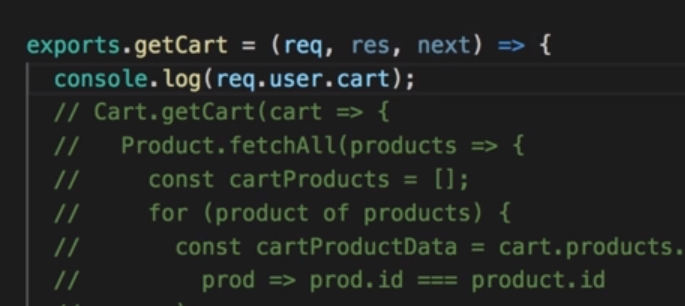 exports.getCart = (req, res, next) => {
console.log(req.user.cart);
// Cart.getCart(cart => {
//   Product.fetchAll(products => {
//     const cartProducts = [];
//     for (product of products) {
//       const cartProductData = cart.products.
//         prod => prod.id === product.id